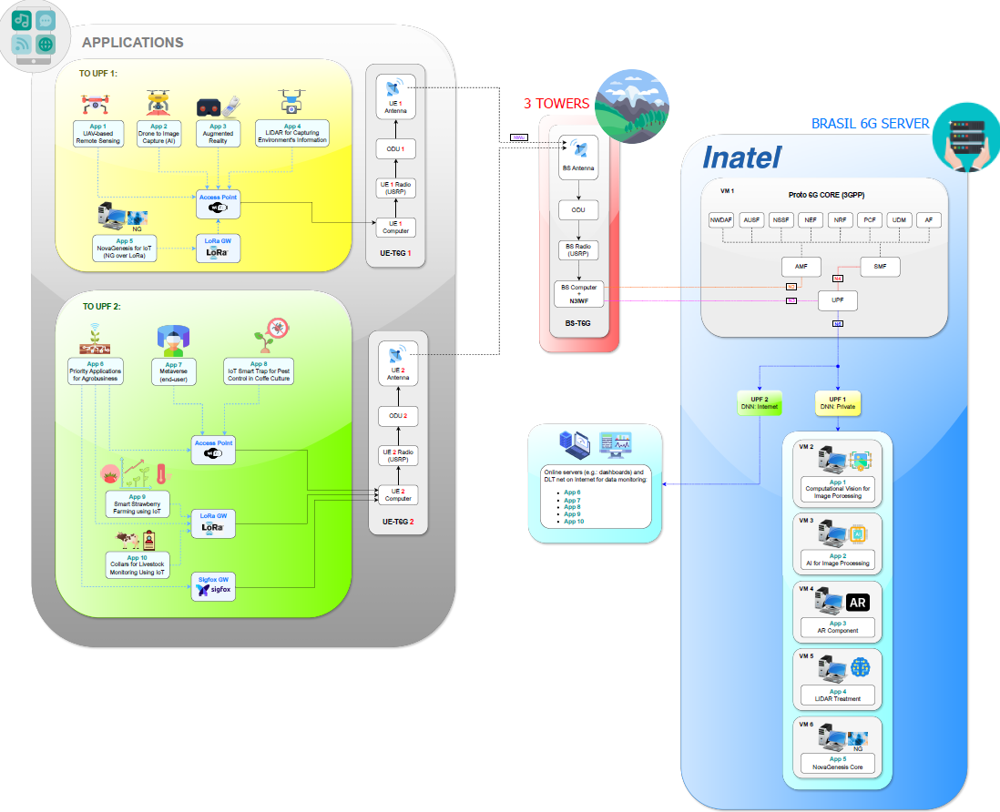 APPLICATIONS
TO UPF 1:
App 1
UAV-based
Remote Sensing
App 2
Drone to Image
Capture (AI)
App 3
Augmented
Reality
App 4
LIDAR for Capturing
Environment's Information
Access Point
WiFi
NG
App 5
NovaGenesis for IoT
(NG over LoRa)
LoRa GW
LoRa
UE 1
Antenna
ODU 1
UE 1 Radio
(USRP)
UE 1
Computer
UE-T6G 1
TO UPF 2:
App 6
Priority Applications
for Agrobusiness
App 7
Metaverse
(end-user)
App 8
IoT Smart Trap for Pest
Control in Coffe Culture
Access Point
WiFi
App 9
Smart Strawberry
Farming using IoT
LoRa GW
LoRa
App 10
Collars for Livestock
Monitoring Using IoT
Sigfox GW
sigfox
UE 2
Antenna
ODU 2
UE 2 Radio
(USRP)
UE 2
Computer
UE-T6G 2
NWu
3 TOWERS
BS Antenna
ODU
BS Radio
(USRP)
BS Computer
+
N3IWF
BS-T6G
BRASIL 6G SERVER
Inatel
VM 1
Proto 6G CORE (3GPP)
NWDAF
AUSF
NSSF
NEF
NRF
PCF
UDM
AF
AMF
SMF
N2
N4
N3
UPF
N6
UPF 2
DNN: Internet
UPF 1
DNN: Private
Online servers (e.g.: dashboards) and
DLT net on Internet for data monitoring:
• App 6
• App 7
• App 8
• App 9
• App 10
VM 2
App 1
Computational Vision for
Image Porcessing
VM 3
App 2
AI for Image Processing
VM 4
AR
App 3
AR Component
VM 5
App 4
LIDAR Treatment
VM 6
NG
App 5
NovaGenesis Core